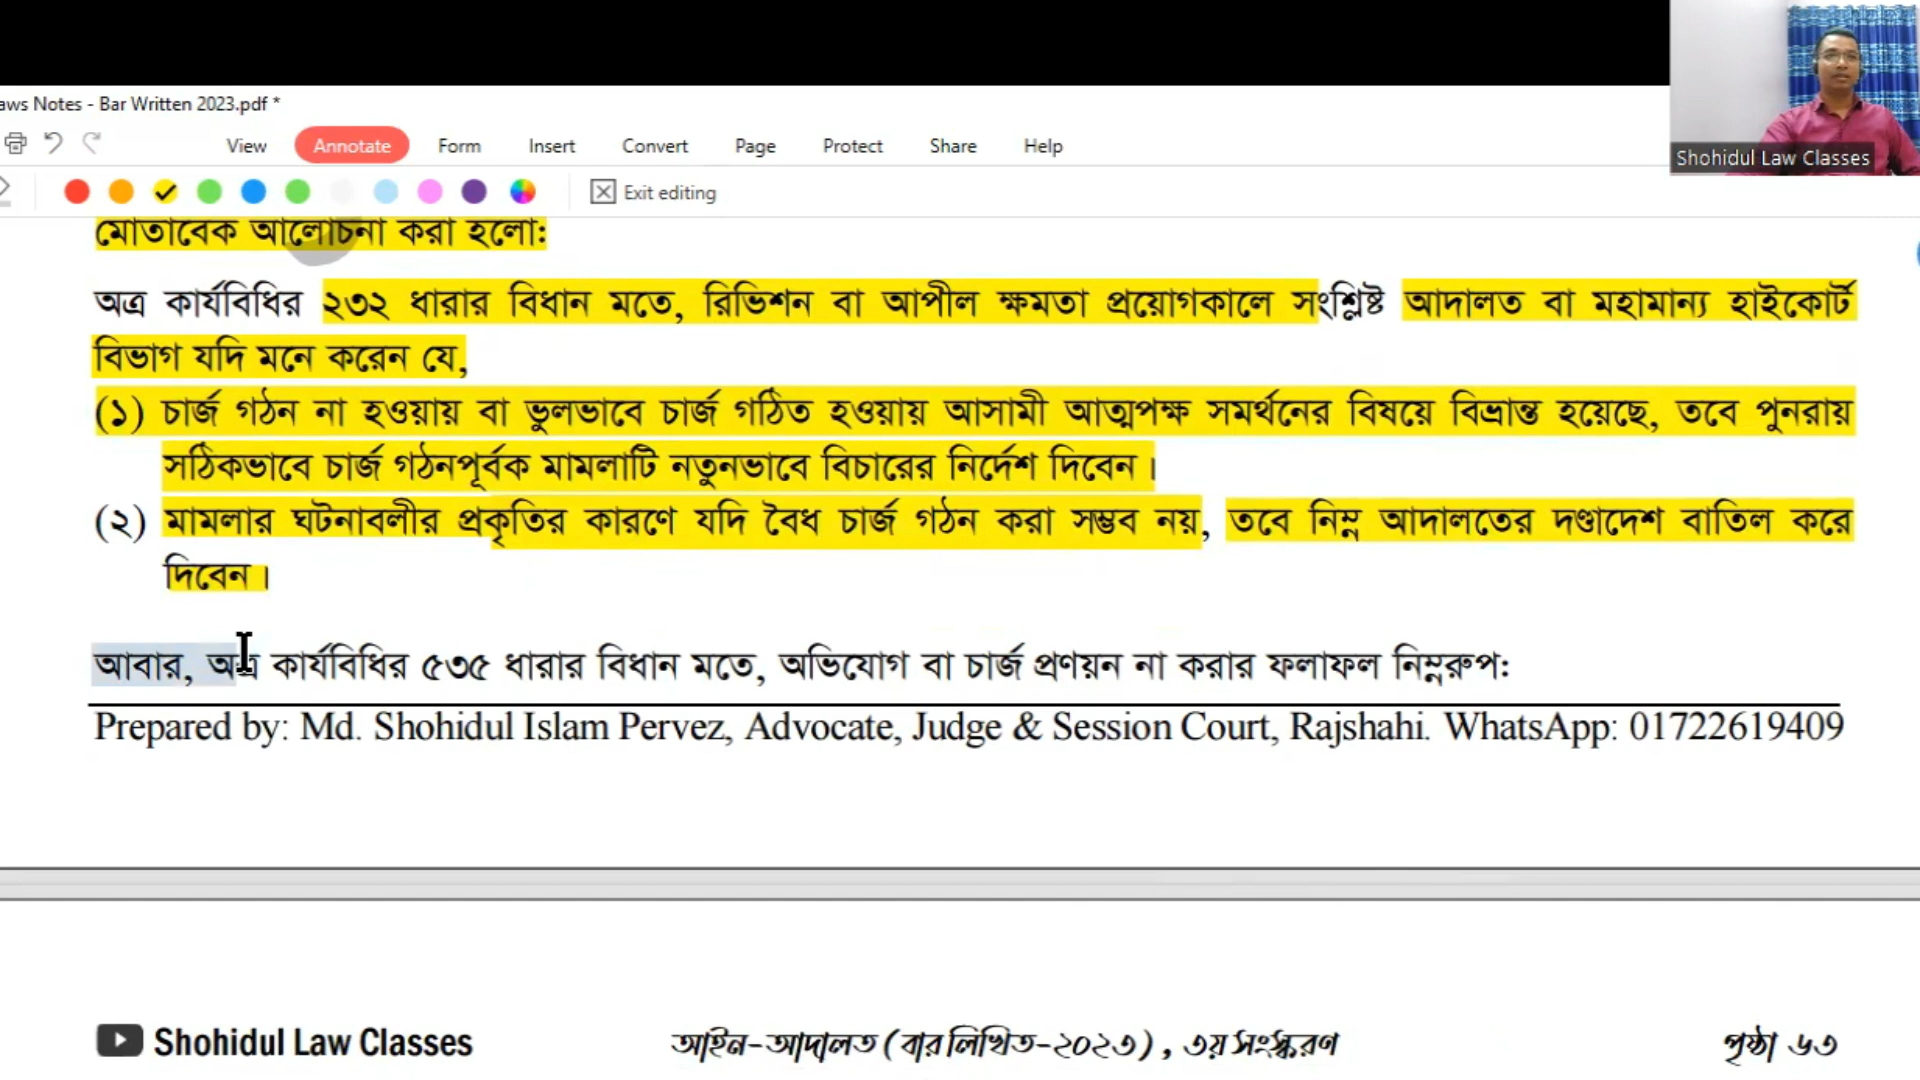 Shohidul Law Classes
aws Notes - Bar Written 2023.pdf *
View Annotate Form Insert Convert Page Protect Share Help
Exit editing
মোতাবেক আলোচনা করা হলো:
অত্র কার্যবিধির ২৩২ ধারার বিধান মতে, রিভিশন বা আপীল ক্ষমতা প্রয়োগকালে সংশ্লিষ্ট আদালত বা মহামান্য হাইকোর্ট
বিভাগ যদি মনে করেন যে,
(১) চার্জ গঠন না হওয়ায় বা ভুলভাবে চার্জ গঠিত হওয়ায় আসামী আত্মপক্ষ সমর্থনের বিষয়ে বিভ্রান্ত হয়েছে, তবে পুনরায়
সঠিকভাবে চার্জ গঠনপূর্বক মামলাটি নতুনভাবে বিচারের নির্দেশ দিবেন।
(২) মামলার ঘটনাবলীর প্রকৃতির কারণে যদি বৈধ চার্জ গঠন করা সম্ভব নয়, তবে নিম্ন আদালতের দণ্ডাদেশ বাতিল করে
দিবেন।
আবার, অত্র কার্যবিধির ৫৩৫ ধারার বিধান মতে, অভিযোগ বা চার্জ প্রণয়ন না করার ফলাফল নিম্নরুপ:
Prepared by: Md. Shohidul Islam Pervez, Advocate, Judge & Session Court, Rajshahi. WhatsApp: 01722619409
Shohidul Law Classes আইন-আদালত (বার লিখিত-২০২৩), ৩য় সংস্করণ পৃষ্ঠা ৬৩